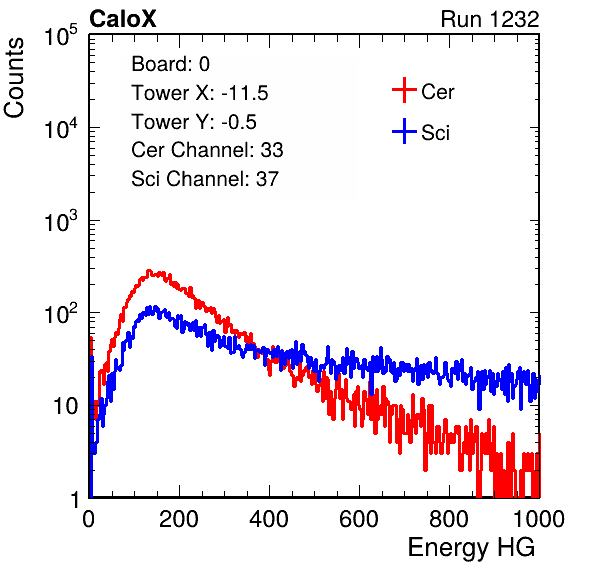 CaloX Run 1232
Counts
10^5
10^4
10^3
10^2
10
1
Board: 0
Tower X: -11.5
Tower Y: -0.5
Cer Channel: 33
Sci Channel: 37
Cer
Sci
0 200 400 600 800 1000
Energy HG